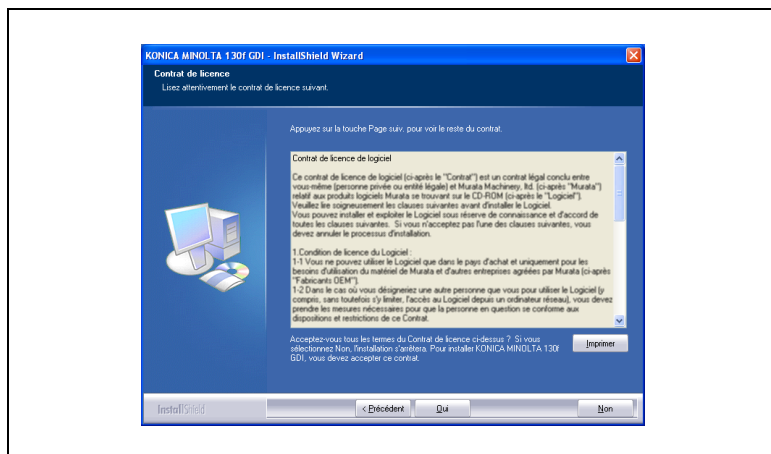 KONICA MINOLTA 130f GDI - InstallShield Wizard
Contrat de licence
Lisez attentivement le contrat de licence suivant.
Appuyez sur la touche Page suiv. pour voir le reste du contrat.
Contrat de licence de logiciel
Ce contrat de licence de logiciel (ci-après le "Contrat") est un contrat légal conclu entre
vous-même (personne privée ou entité légale) et Murata Machinery, ltd. (ci-après "Murata")
relatif aux produits logiciels Murata se trouvant sur le CD-ROM (ci-après le "Logiciel").
Veuillez lire soigneusement les clauses suivantes avant d'installer le Logiciel.
Vous pouvez installer et exploiter le Logiciel sous réserve de connaissance et d'accord de
toutes les clauses suivantes. Si vous n'acceptez pas l'une des clauses suivantes, vous
devez annuler le processus d'installation.
1.Condition de licence du Logiciel :
1-1 Vous ne pouvez utiliser le Logiciel que dans le pays d'achat et uniquement pour les
besoins d'utilisation du matériel de Murata et d'autres entreprises agréées par Murata (ci-après
"Fabricants OEM").
1-2 Dans le cas où vous désigneriez une autre personne que vous pour utiliser le Logiciel (y
compris, sans toutefois s'y limiter, l'accès au Logiciel depuis un ordinateur réseau), vous devez
prendre les mesures nécessaires pour que la personne en question se conforme aux
dispositions et restrictions de ce Contrat.
Acceptez-vous tous les termes du Contrat de licence ci-dessus ? Si vous
sélectionnez Non, l'installation s'arrêtera. Pour installer KONICA MINOLTA 130f
GDI, vous devez accepter ce contrat.
Imprimer
InstallShield
< Précédent
Oui
Non